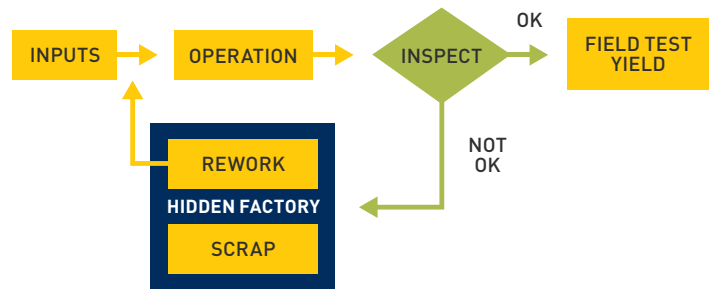 INPUTS
OPERATION
INSPECT
OK
FIELD TEST
YIELD
NOT
OK
REWORK
HIDDEN FACTORY
SCRAP